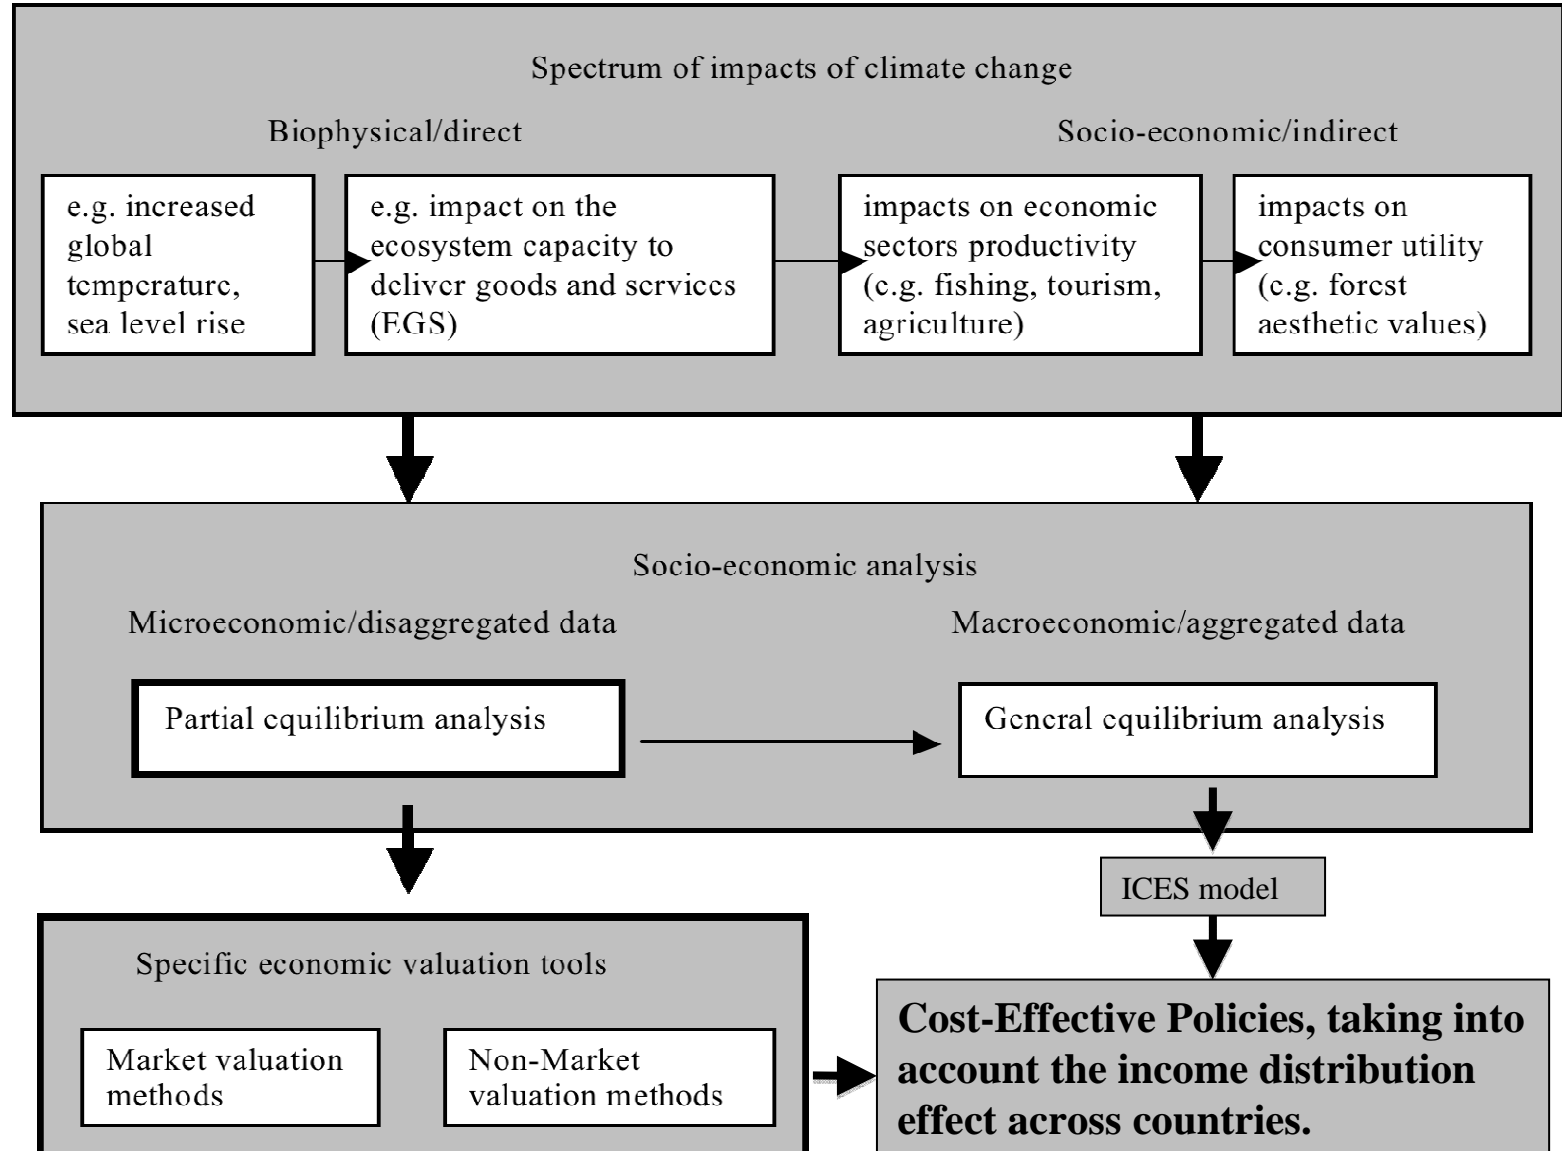 Spectrum of impacts of climate change
Biophysical/direct
Socio-economic/indirect
e.g. increased
global
temperature,
sea level rise
e.g. impact on the
ecosystem capacity to
deliver goods and services
(EGS)
impacts on economic
sectors productivity
(e.g. fishing, tourism,
agriculture)
impacts on
consumer utility
(e.g. forest
aesthetic values)
Socio-economic analysis
Microeconomic/disaggregated data
Macroeconomic/aggregated data
Partial equilibrium analysis
General equilibrium analysis
ICES model
Specific economic valuation tools
Market valuation
methods
Non-Market
valuation methods
Cost-Effective Policies, taking into
account the income distribution
effect across countries.